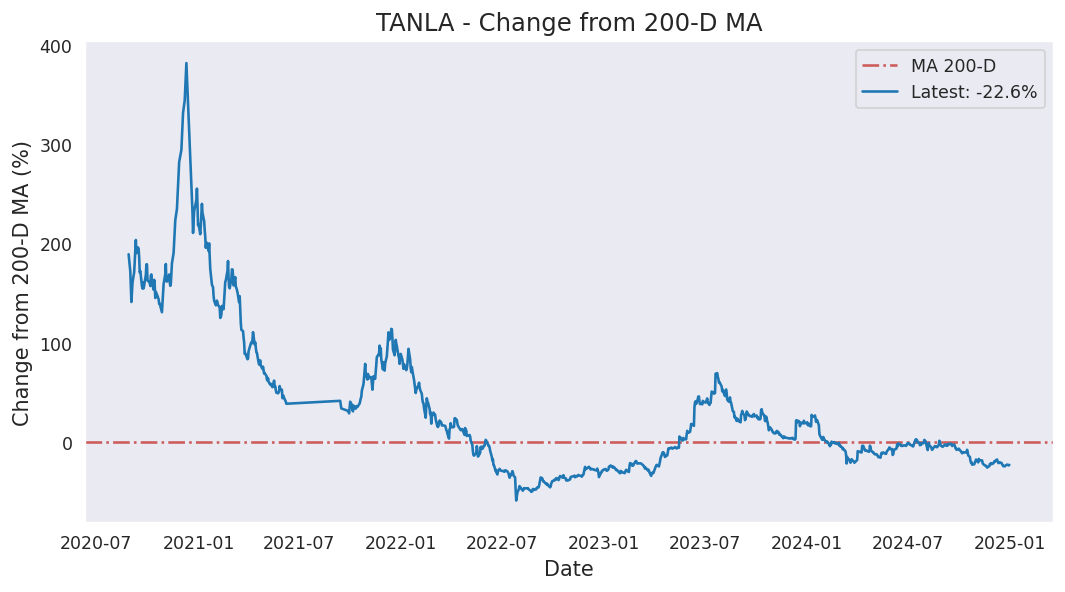 TANLA - Change from 200-D MA
MA 200-D
Latest: -22.6%
Change from 200-D MA (%)
400
300
200
100
0
2020-07 2021-01 2021-07 2022-01 2022-07 2023-01 2023-07 2024-01 2024-07 2025-01
Date